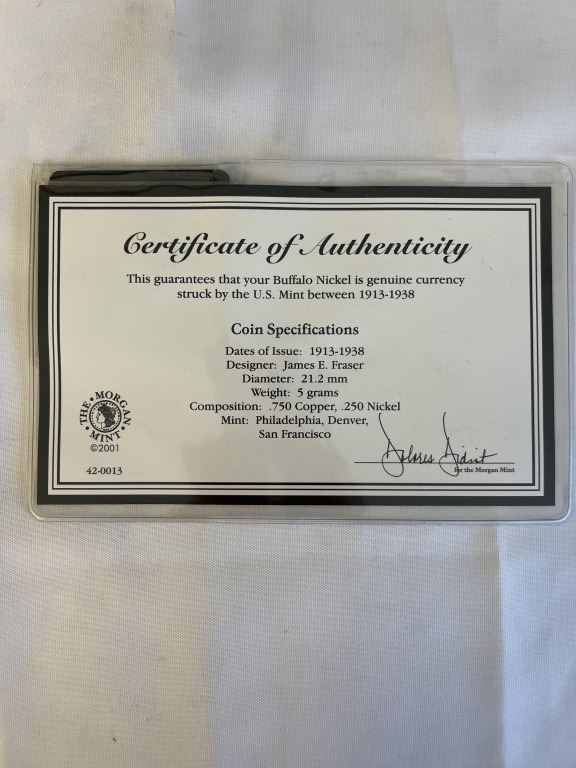 Certificate of Authenticity
This guarantees that your Buffalo Nickel is genuine currency
struck by the U.S. Mint between 1913-1938
Coin Specifications
Dates of Issue: 1913-1938
Designer: James E. Fraser
Diameter: 21.2 mm
Weight: 5 grams
Composition: .750 Copper, .250 Nickel
Mint: Philadelphia, Denver,
San Francisco
THE MORGAN
MINT
©2001
42-0013
Dolores
for the Morgan Mint